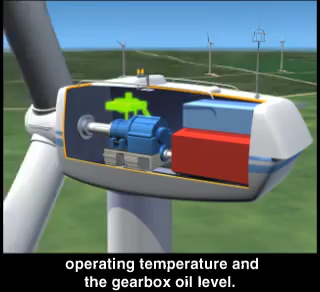 operating temperature and
the gearbox oil level.